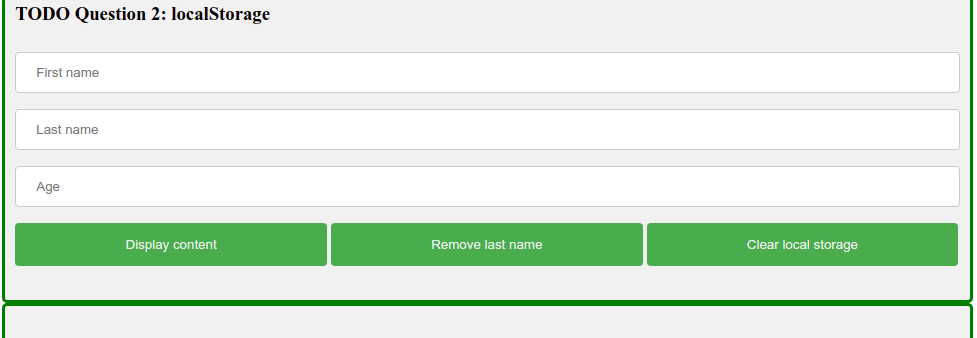 TODO Question 2: localStorage
First name
Last name
Age
Display content Remove last name Clear local storage